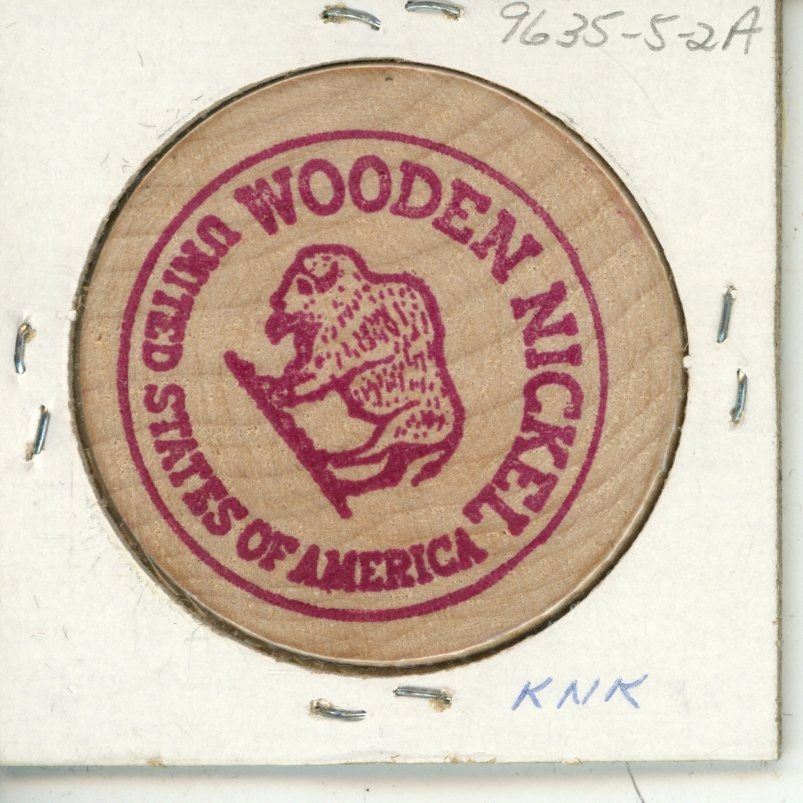 9635-5-2A
WOODEN NICKEL
UNITED STATES OF AMERICA
KNK